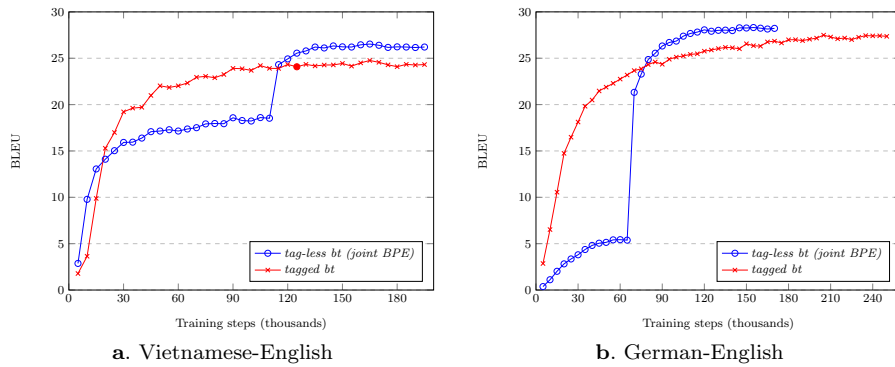 30
25
20
15
10
5
0
BLEU
0 30 60 90 120 150 180
Training steps (thousands)
tag-less bt (joint BPE)
tagged bt
a. Vietnamese-English
30
25
20
15
10
5
0
BLEU
0 30 60 90 120 150 180 210 240
Training steps (thousands)
tag-less bt (joint BPE)
tagged bt
b. German-English